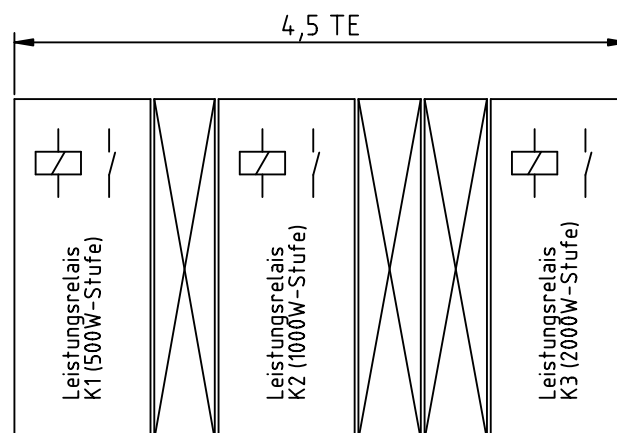 4,5 TE
Leistungsrelais
K1 (500W-Stufe)
Leistungsrelais
K2 (1000W-Stufe)
Leistungsrelais
K3 (2000W-Stufe)